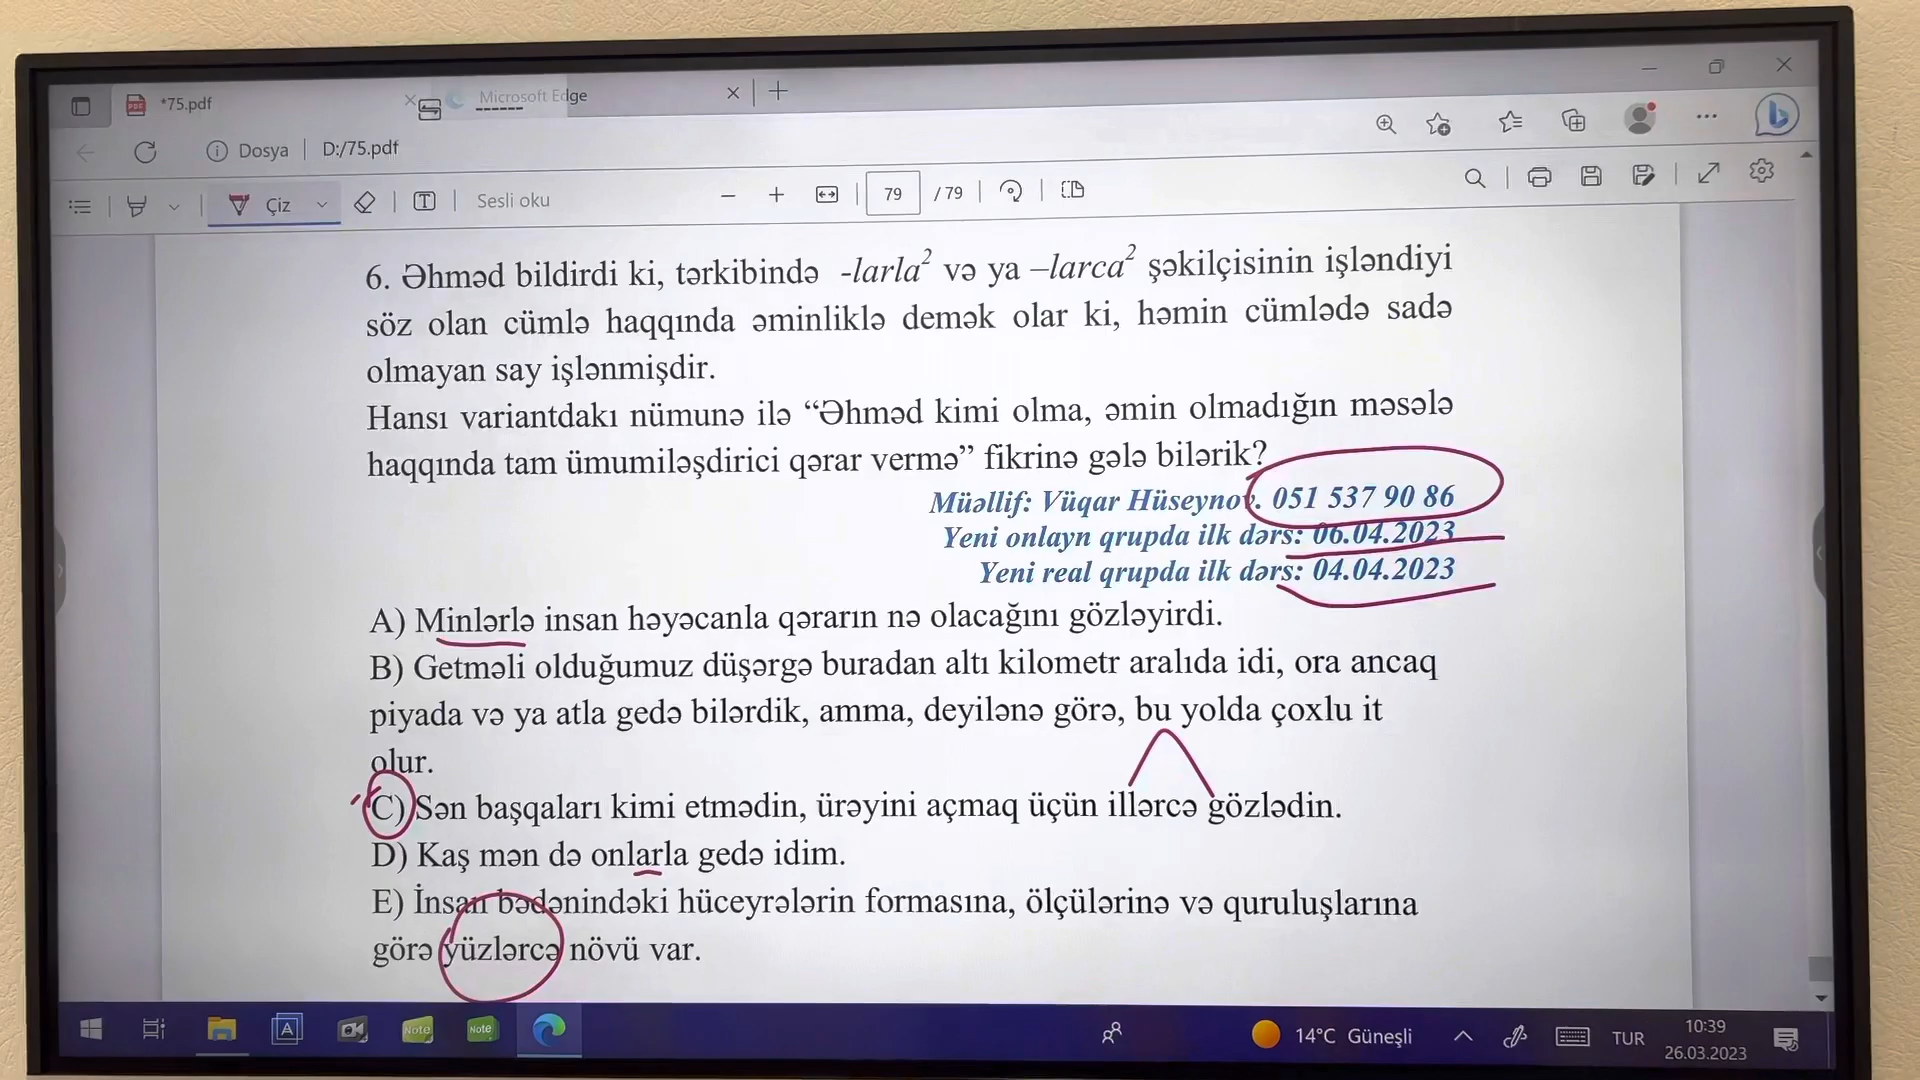 *75.pdf
Microsoft Edge
Dosya
D:/75.pdf
Çiz
Sesli oku
79
/ 79
6. Əhməd bildirdi ki, tərkibində -larla² və ya –larca² şəkilçisinin işləndiyi
söz olan cümlə haqqında əminliklə demək olar ki, həmin cümlədə sadə
olmayan say işlənmişdir.
Hansı variantdakı nümunə ilə “Əhməd kimi olma, əmin olmadığın məsələ
haqqında tam ümumiləşdirici qərar vermə” fikrinə gələ bilərik?
Müəllif: Vüqar Hüseynov. 051 537 90 86
Yeni onlayn qrupda ilk dərs: 06.04.2023
Yeni real qrupda ilk dərs: 04.04.2023
A) Minlərlə insan həyəcanla qərarın nə olacağını gözləyirdi.
B) Getməli olduğumuz düşərgə buradan altı kilometr aralıda idi, ora ancaq
piyada və ya atla gedə bilərdik, amma, deyilənə görə, bu yolda çoxlu it
olur.
C) Sən başqaları kimi etmədin, ürəyini açmaq üçün illərcə gözlədin.
D) Kaş mən də onlarla gedə idim.
E) İnsan bədənindəki hüceyrələrin formasına, ölçülərinə və quruluşlarına
görə yüzlərcə növü var.
A
Note
Note
14°C Güneşli
TUR
10:39
26.03.2023